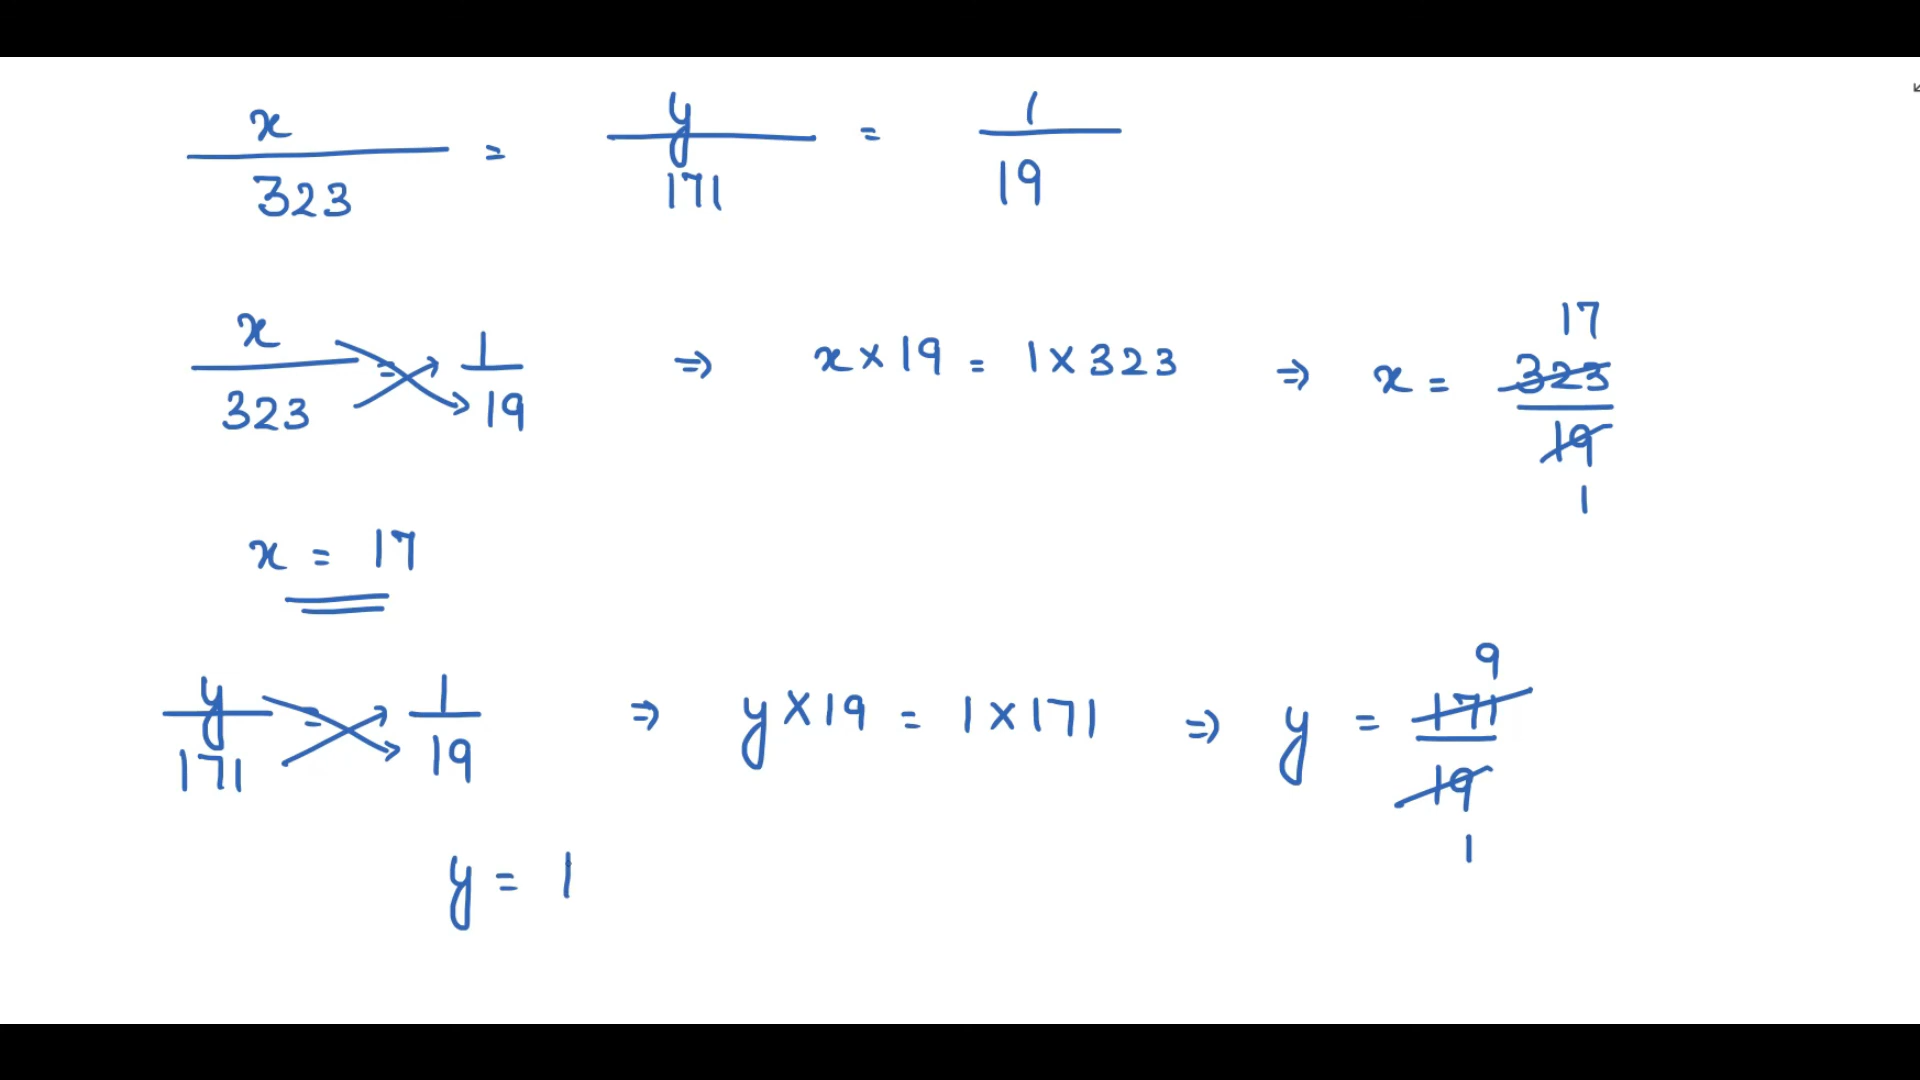 x/323 = y/171 = 1/19
x/323 = 1/19 ⇒ x × 19 = 1 × 323 ⇒ x = 323/19 17 1
x = 17
y/171 = 1/19 ⇒ y × 19 = 1 × 171 ⇒ y = 171/19 9 1
y = 1